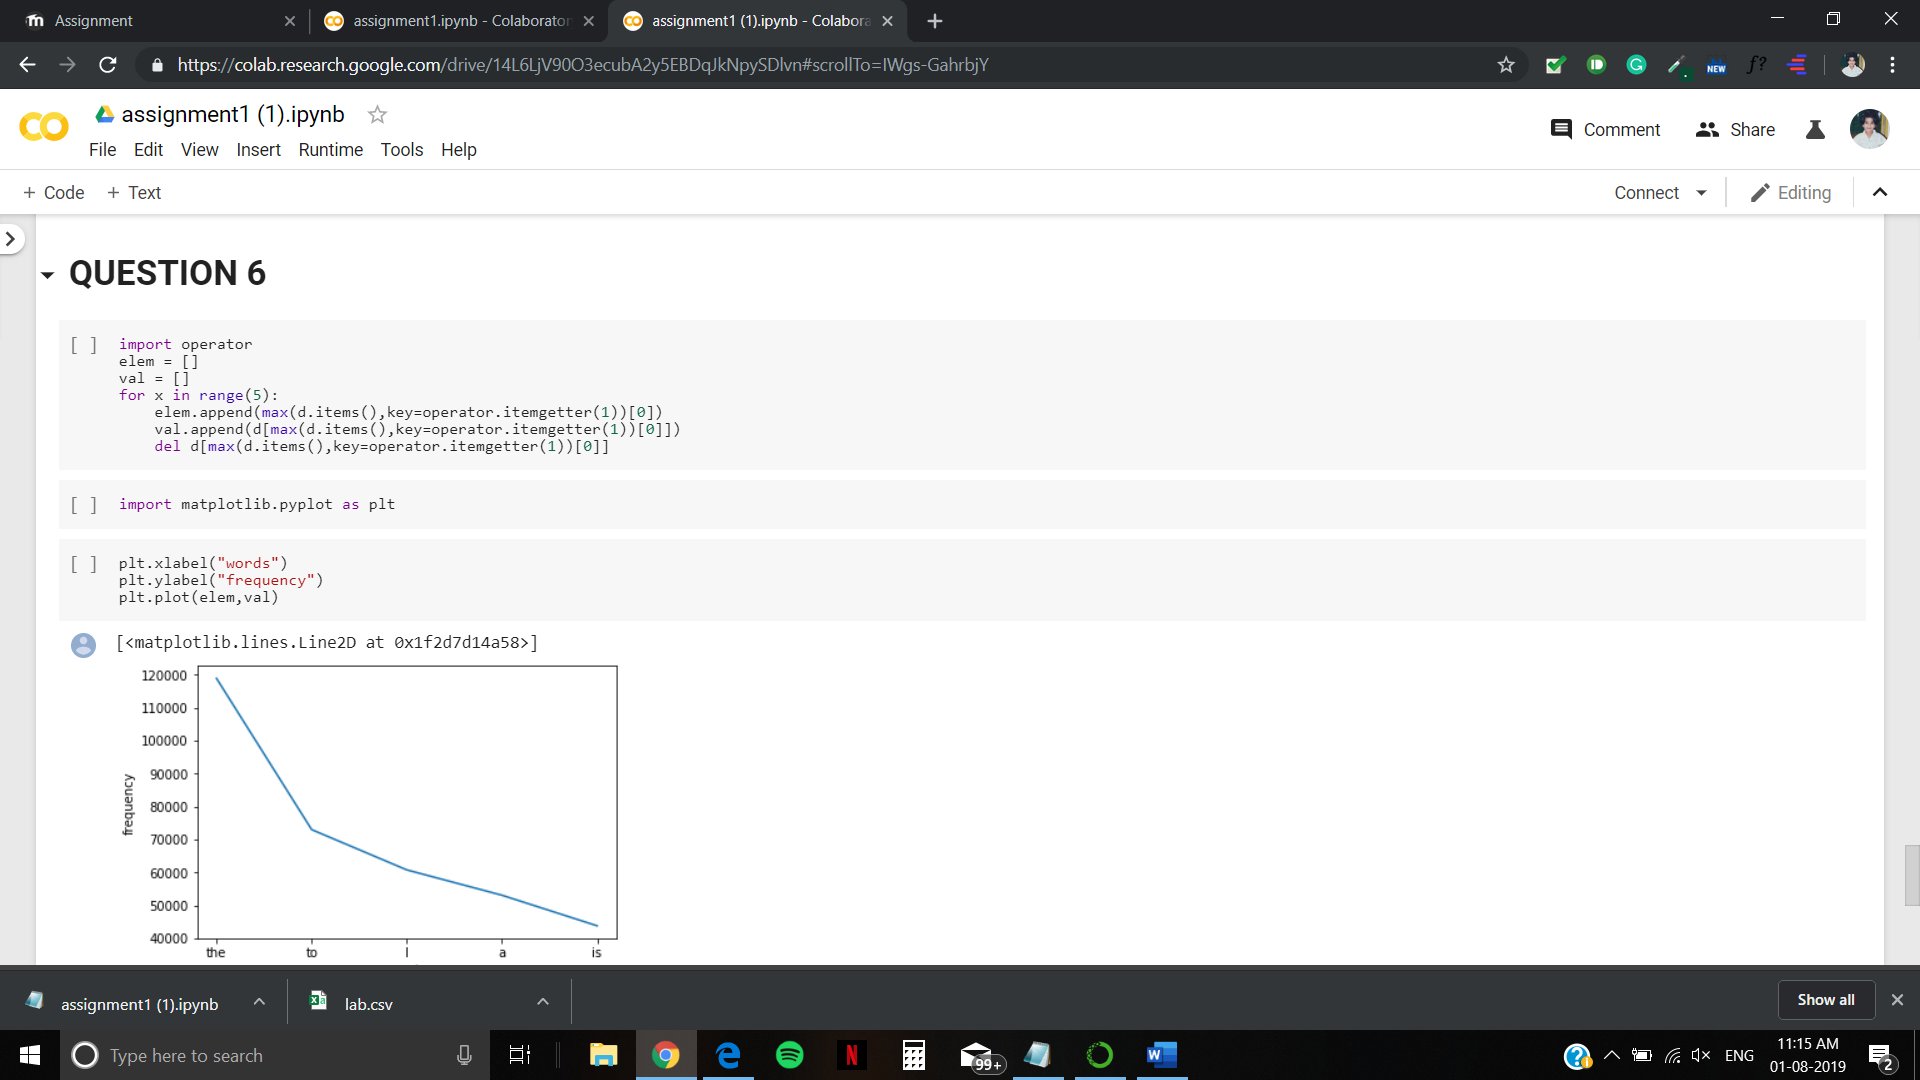 Assignment
assignment1.ipynb - Colaborator
assignment1 (1).ipynb - Colabora
https://colab.research.google.com/drive/14L6LjV90O3ecubA2y5EBDqJkNpySDlvn#scrollTo=IWgs-GahrbjY
NEW
f?
CO
assignment1 (1).ipynb
Comment
Share
File Edit View Insert Runtime Tools Help
+ Code + Text
Connect
Editing
QUESTION 6
[ ] import operator
elem = []
val = []
for x in range(5):
elem.append(max(d.items(),key=operator.itemgetter(1))[0])
val.append(d[max(d.items(),key=operator.itemgetter(1))[0]])
del d[max(d.items(),key=operator.itemgetter(1))[0]]
[ ] import matplotlib.pyplot as plt
[ ] plt.xlabel("words")
plt.ylabel("frequency")
plt.plot(elem,val)
[<matplotlib.lines.Line2D at 0x1f2d7d14a58>]
120000
110000
100000
90000
80000
70000
60000
50000
40000
frequency
the to I a is
assignment1 (1).ipynb
lab.csv
Show all
Type here to search
99+
ENG
11:15 AM
01-08-2019
2